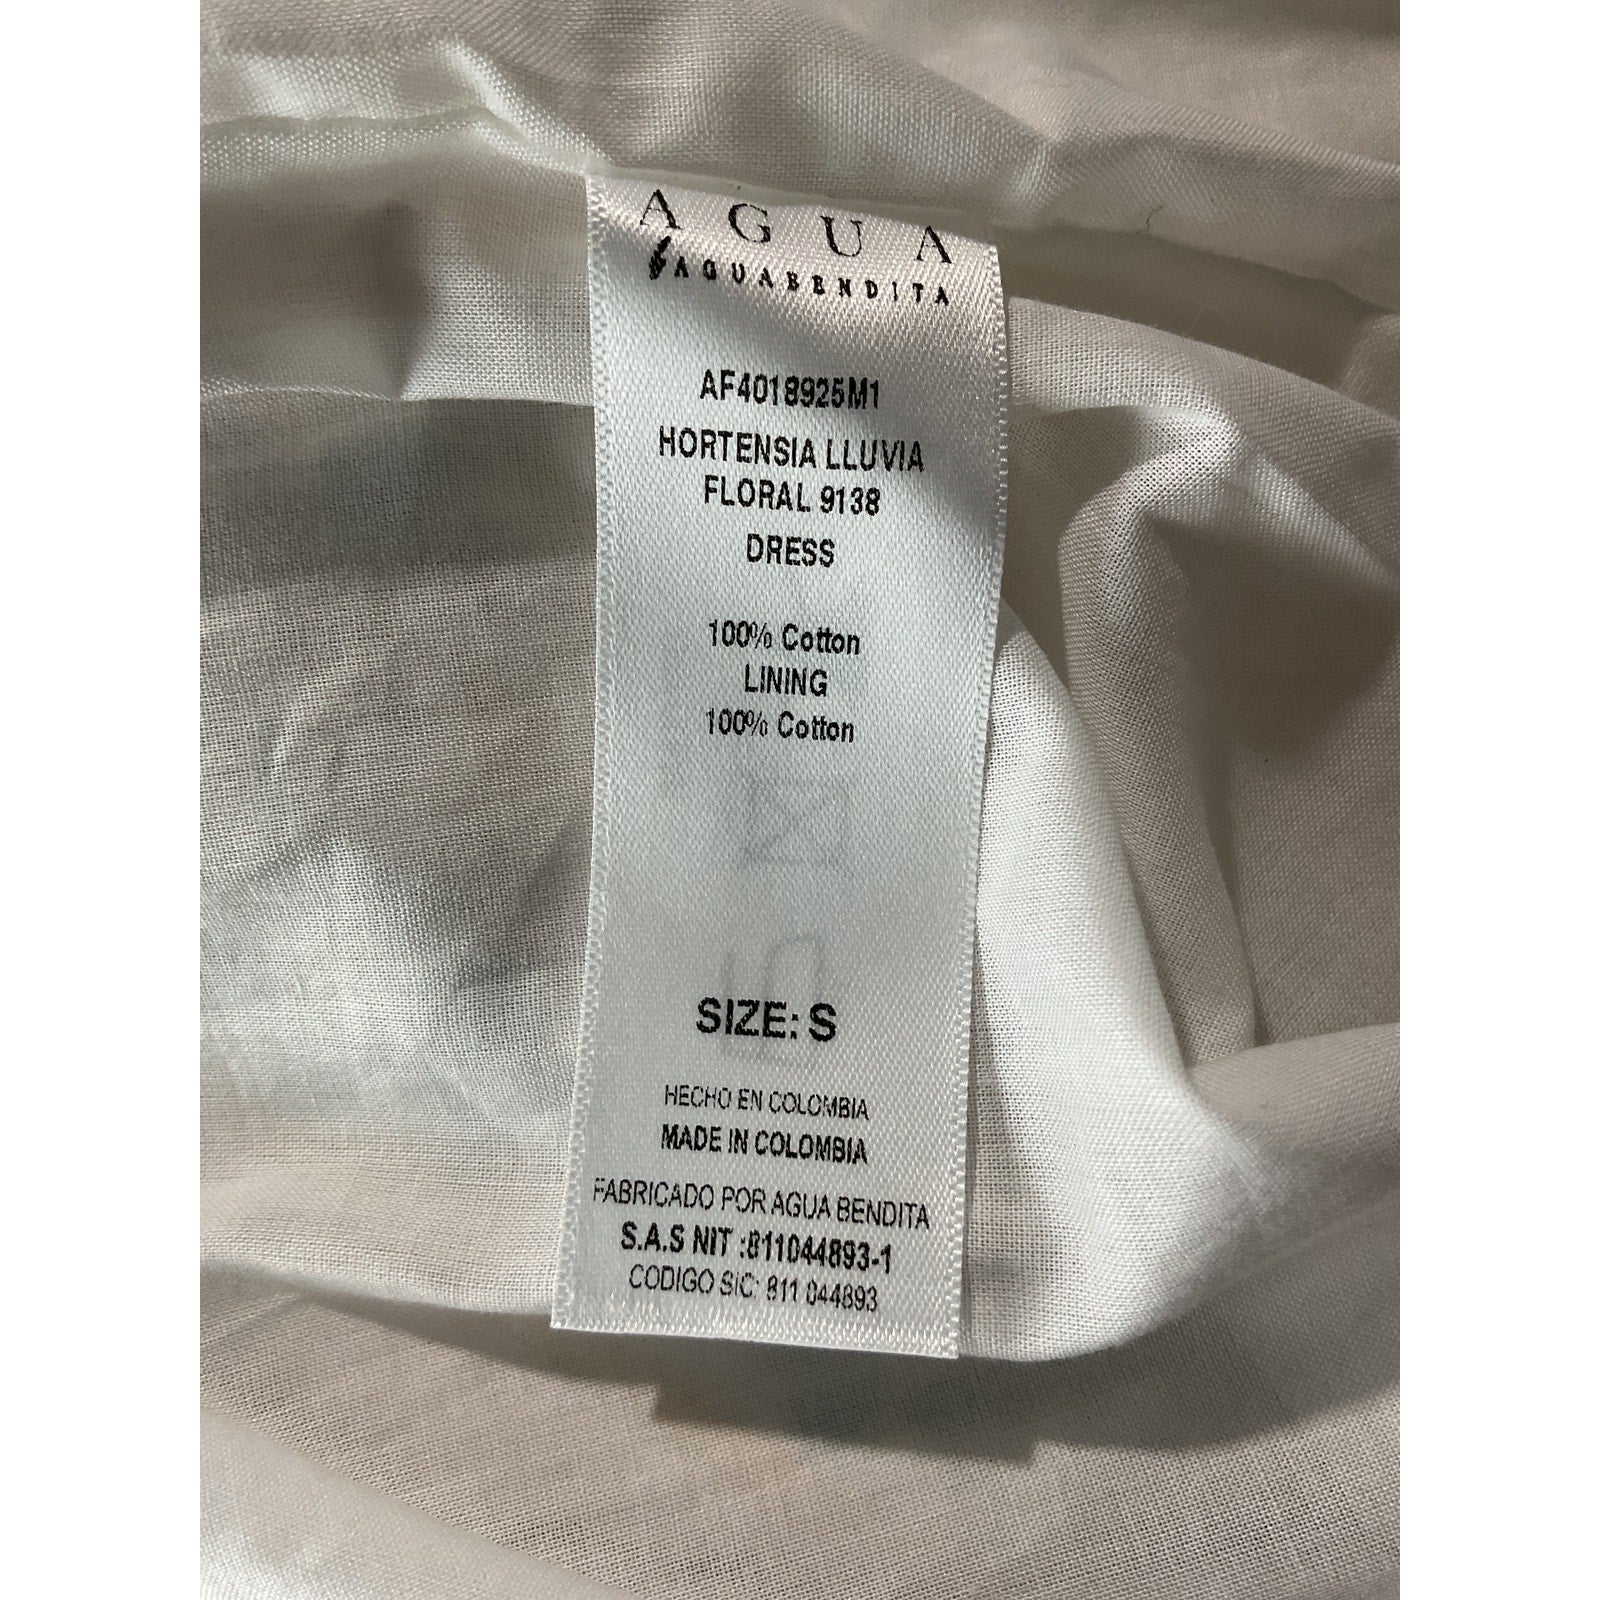 AGUA
AGUABENDITA
AF4018925M1
HORTENSIA LLUVIA
FLORAL 9138
DRESS
100% Cotton
LINING
100% Cotton
SIZE: S
HECHO EN COLOMBIA
MADE IN COLOMBIA
FABRICADO POR AGUA BENDITA
S.A.S NIT :811044893-1
CODIGO SIC: 811 044893